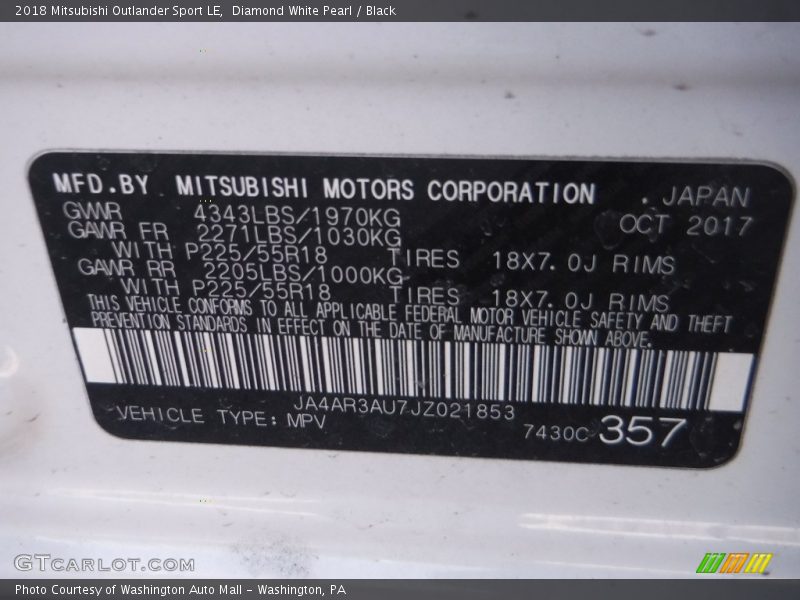 2018 Mitsubishi Outlander Sport LE,  Diamond White Pearl / Black
MFD.BY  MITSUBISHI MOTORS CORPORATION  . JAPAN
GVWR  4343LBS/1970KG  OCT 2017
GAWR FR  2271LBS/1030KG
WITH P225/55R18  TIRES  18X7.0J RIMS
GAWR RR  2205LBS/1000KG
WITH P225/55R18  TIRES  18X7.0J RIMS
THIS VEHICLE CONFORMS TO ALL APPLICABLE FEDERAL MOTOR VEHICLE SAFETY AND THEFT
PREVENTION STANDARDS IN EFFECT ON THE DATE OF MANUFACTURE SHOWN ABOVE.
JA4AR3AU7JZ021853
VEHICLE TYPE: MPV  7430C 357
GTcarlot.com
Photo Courtesy of Washington Auto Mall - Washington, PA